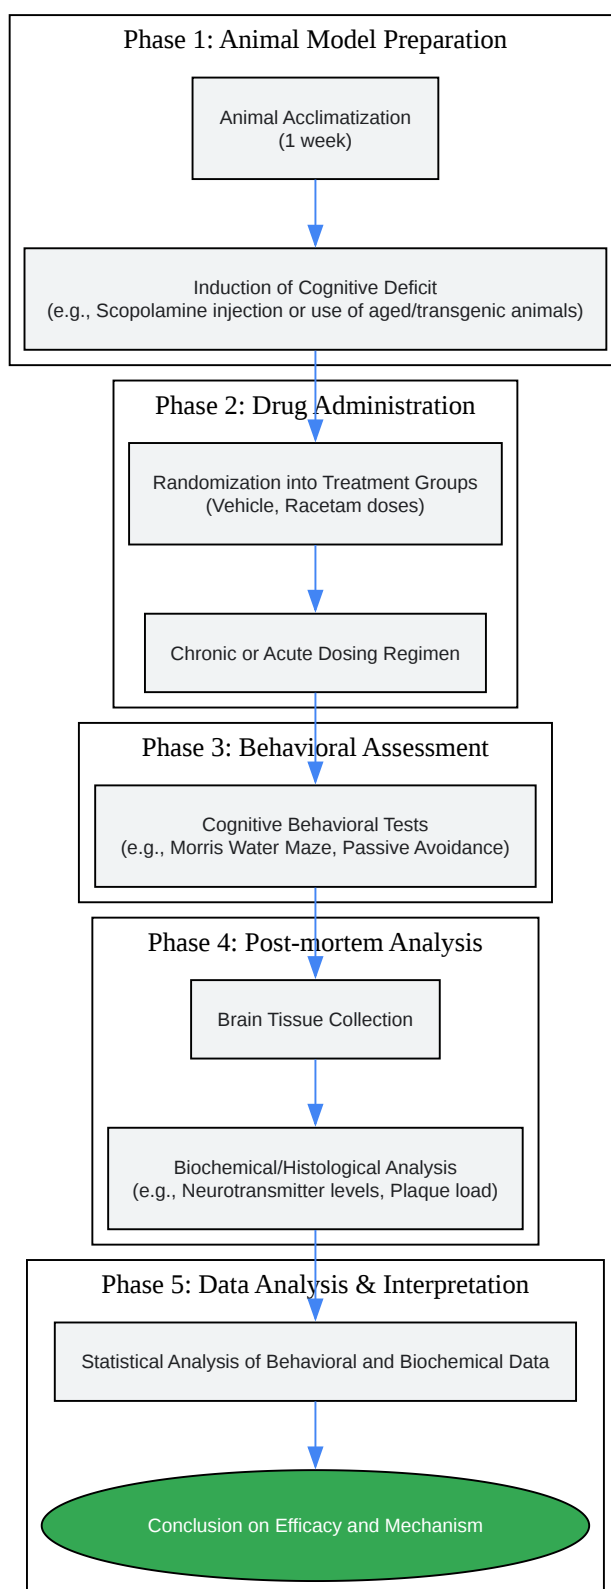 Phase 1: Animal Model Preparation
Animal Acclimatization
(1 week)
Induction of Cognitive Deficit
(e.g., Scopolamine injection or use of aged/transgenic animals)
Phase 2: Drug Administration
Randomization into Treatment Groups
(Vehicle, Racetam doses)
Chronic or Acute Dosing Regimen
Phase 3: Behavioral Assessment
Cognitive Behavioral Tests
(e.g., Morris Water Maze, Passive Avoidance)
Phase 4: Post-mortem Analysis
Brain Tissue Collection
Biochemical/Histological Analysis
(e.g., Neurotransmitter levels, Plaque load)
Phase 5: Data Analysis & Interpretation
Statistical Analysis of Behavioral and Biochemical Data
Conclusion on Efficacy and Mechanism